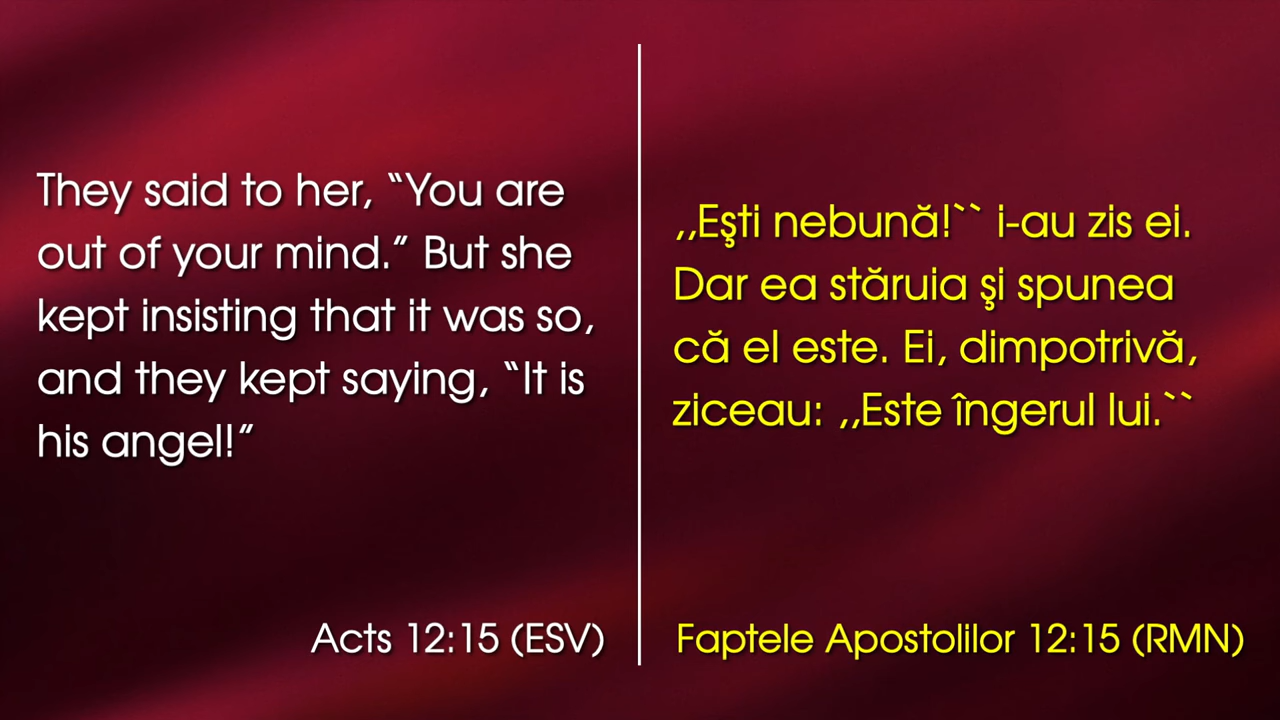 They said to her, “You are
out of your mind.” But she
kept insisting that it was so,
and they kept saying, “It is
his angel!”
Acts 12:15 (ESV)
,,Eşti nebună!`` i-au zis ei.
Dar ea stăruia şi spunea
că el este. Ei, dimpotrivă,
ziceau: ,,Este îngerul lui.``
Faptele Apostolilor 12:15 (RMN)